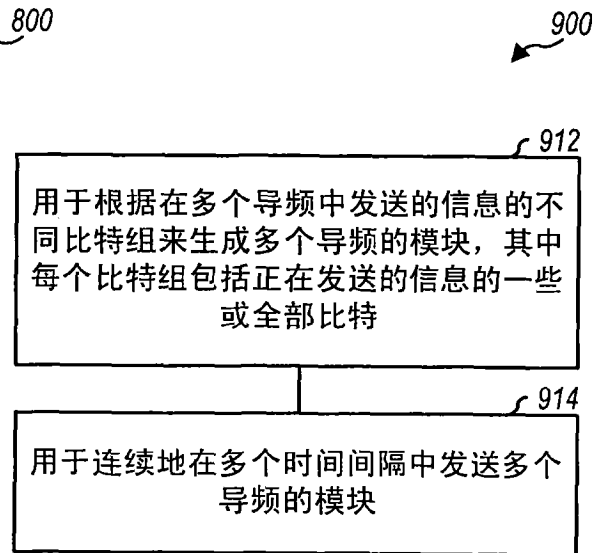 800
900
912
用于根据在多个导频中发送的信息的不
同比特组来生成多个导频的模块，其中
每个比特组包括正在发送的信息的一些
或全部比特
914
用于连续地在多个时间间隔中发送多个
导频的模块